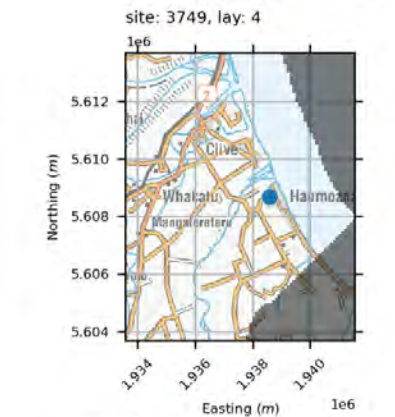 site: 3749, lay: 4
1e6
5.612
5.610
5.608
5.606
5.604
Northing (m)
2
Clive
Whakatu
Haumoana
Mangateretere
1.934
1.936
1.938
1.940
Easting (m)
1e6